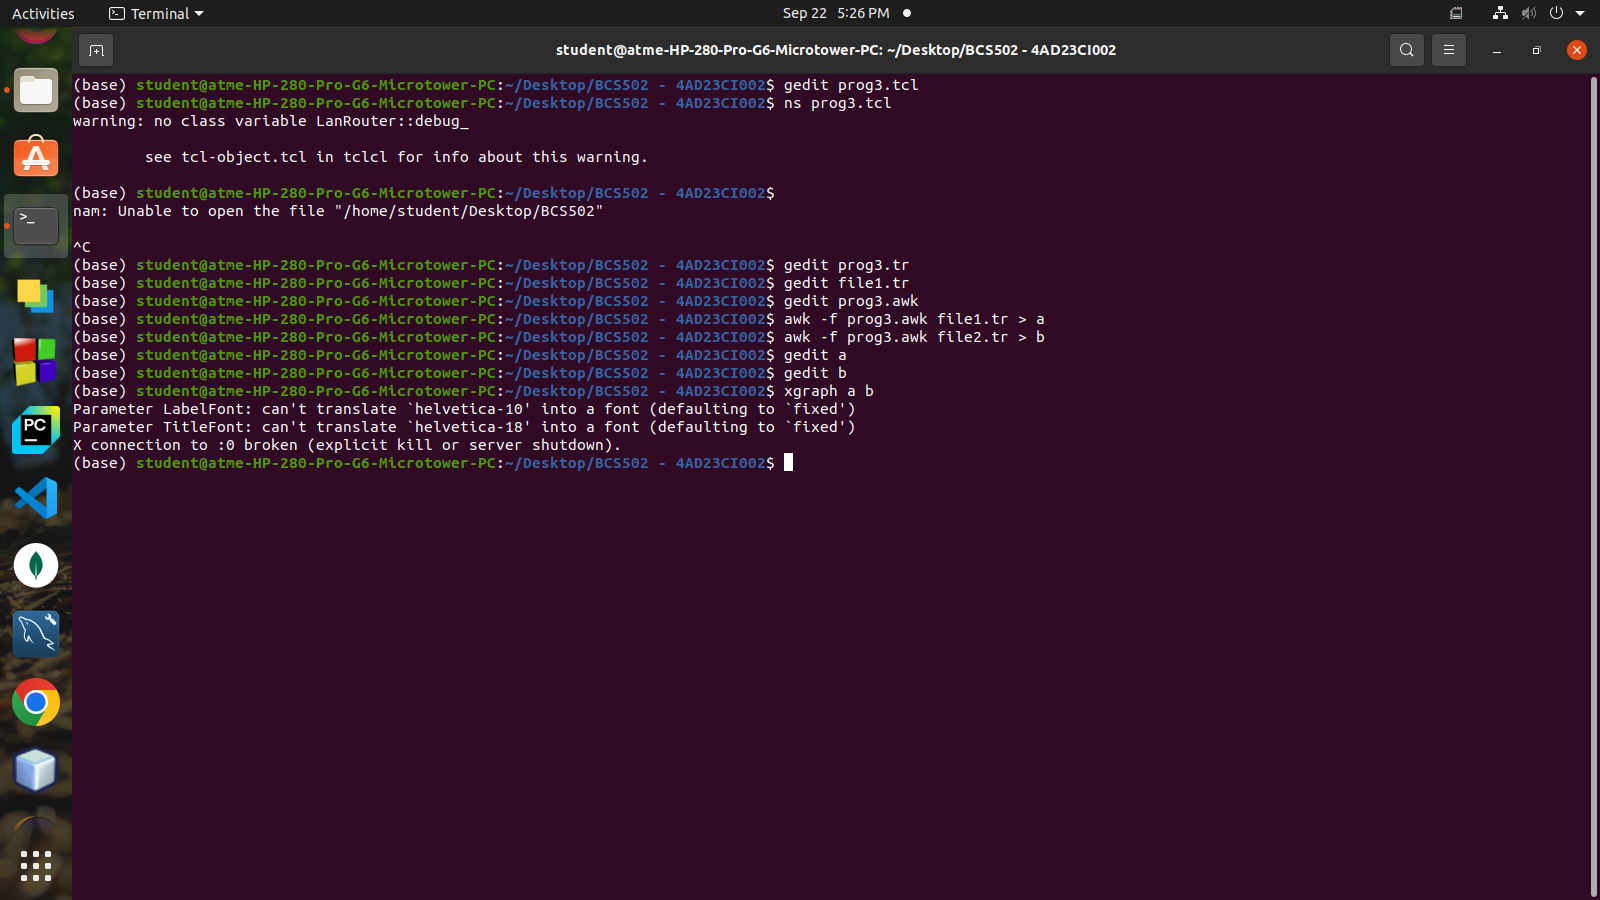 Activities
Terminal
Sep 22 5:26 PM
student@atme-HP-280-Pro-G6-Microtower-PC: ~/Desktop/BCS502 - 4AD23CI002
(base) student@atme-HP-280-Pro-G6-Microtower-PC:~/Desktop/BCS502 - 4AD23CI002$ gedit prog3.tcl
(base) student@atme-HP-280-Pro-G6-Microtower-PC:~/Desktop/BCS502 - 4AD23CI002$ ns prog3.tcl
warning: no class variable LanRouter::debug_
see tcl-object.tcl in tclcl for info about this warning.
(base) student@atme-HP-280-Pro-G6-Microtower-PC:~/Desktop/BCS502 - 4AD23CI002$
nam: Unable to open the file "/home/student/Desktop/BCS502"
^C
(base) student@atme-HP-280-Pro-G6-Microtower-PC:~/Desktop/BCS502 - 4AD23CI002$ gedit prog3.tr
(base) student@atme-HP-280-Pro-G6-Microtower-PC:~/Desktop/BCS502 - 4AD23CI002$ gedit file1.tr
(base) student@atme-HP-280-Pro-G6-Microtower-PC:~/Desktop/BCS502 - 4AD23CI002$ gedit prog3.awk
(base) student@atme-HP-280-Pro-G6-Microtower-PC:~/Desktop/BCS502 - 4AD23CI002$ awk -f prog3.awk file1.tr > a
(base) student@atme-HP-280-Pro-G6-Microtower-PC:~/Desktop/BCS502 - 4AD23CI002$ awk -f prog3.awk file2.tr > b
(base) student@atme-HP-280-Pro-G6-Microtower-PC:~/Desktop/BCS502 - 4AD23CI002$ gedit a
(base) student@atme-HP-280-Pro-G6-Microtower-PC:~/Desktop/BCS502 - 4AD23CI002$ gedit b
(base) student@atme-HP-280-Pro-G6-Microtower-PC:~/Desktop/BCS502 - 4AD23CI002$ xgraph a b
Parameter LabelFont: can't translate `helvetica-10' into a font (defaulting to `fixed')
Parameter TitleFont: can't translate `helvetica-18' into a font (defaulting to `fixed')
X connection to :0 broken (explicit kill or server shutdown).
(base) student@atme-HP-280-Pro-G6-Microtower-PC:~/Desktop/BCS502 - 4AD23CI002$
>_
PC